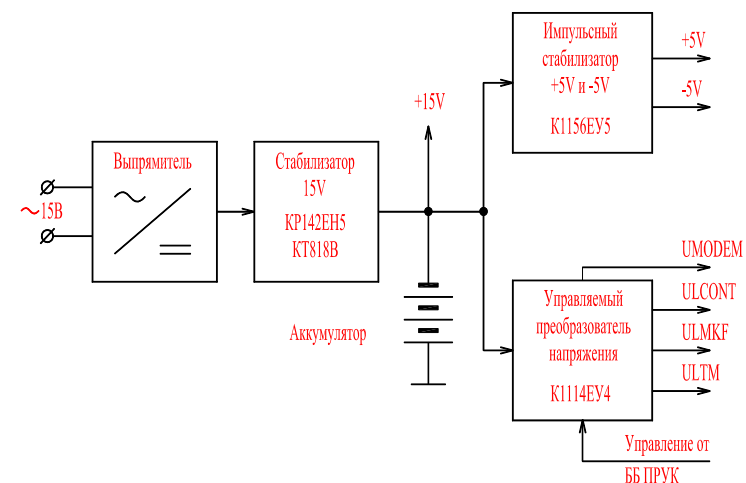 Импульсный
стабилизатор
+5V и -5V
К1156ЕУ5
+5V
-5V
+15V
Выпрямитель
~15В
Стабилизатор
15V
КР142ЕН5
КТ818В
Аккумулятор
Управляемый
преобразователь
напряжения
К1114ЕУ4
UMODEM
ULCONT
ULMKF
ULTM
Управление от
ББ ПРУК